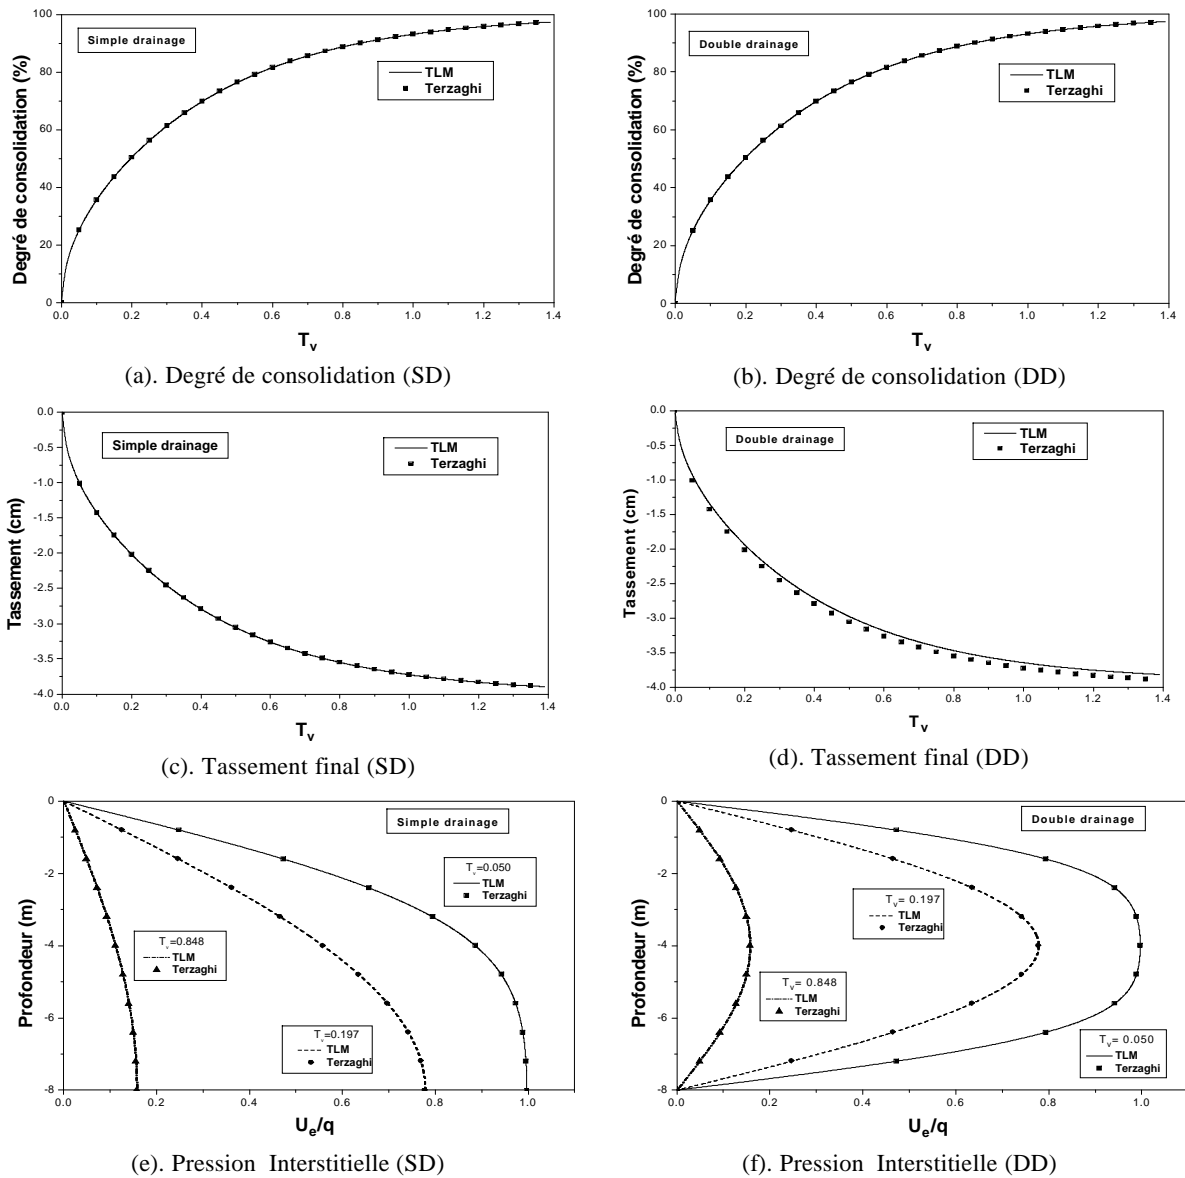 Simple drainage
TLM
Terzaghi
Degré de consolidation (%)
100
80
60
40
20
0
0.0 0.2 0.4 0.6 0.8 1.0 1.2 1.4
Tv
(a). Degré de consolidation (SD)
Double drainage
TLM
Terzaghi
Degré de consolidation (%)
100
80
60
40
20
0
0.0 0.2 0.4 0.6 0.8 1.0 1.2 1.4
Tv
(b). Degré de consolidation (DD)
Simple drainage
TLM
Terzaghi
Tassement (cm)
0.0
-0.5
-1.0
-1.5
-2.0
-2.5
-3.0
-3.5
-4.0
0.0 0.2 0.4 0.6 0.8 1.0 1.2 1.4
Tv
(c). Tassement final (SD)
Double drainage
TLM
Terzaghi
Tassement (cm)
0.0
-0.5
-1.0
-1.5
-2.0
-2.5
-3.0
-3.5
-4.0
0.0 0.2 0.4 0.6 0.8 1.0 1.2 1.4
Tv
(d). Tassement final (DD)
Simple drainage
Tv=0.050
TLM
Terzaghi
Tv=0.848
TLM
Terzaghi
Tv=0.197
TLM
Terzaghi
Profondeur (m)
0
-2
-4
-6
-8
0.0 0.2 0.4 0.6 0.8 1.0
Ue/q
(e). Pression Interstitielle (SD)
Double drainage
Tv= 0.197
TLM
Terzaghi
Tv= 0.848
TLM
Terzaghi
Tv= 0.050
TLM
Terzaghi
Profondeur (m)
0
-2
-4
-6
-8
0.0 0.2 0.4 0.6 0.8 1.0
Ue/q
(f). Pression Interstitielle (DD)